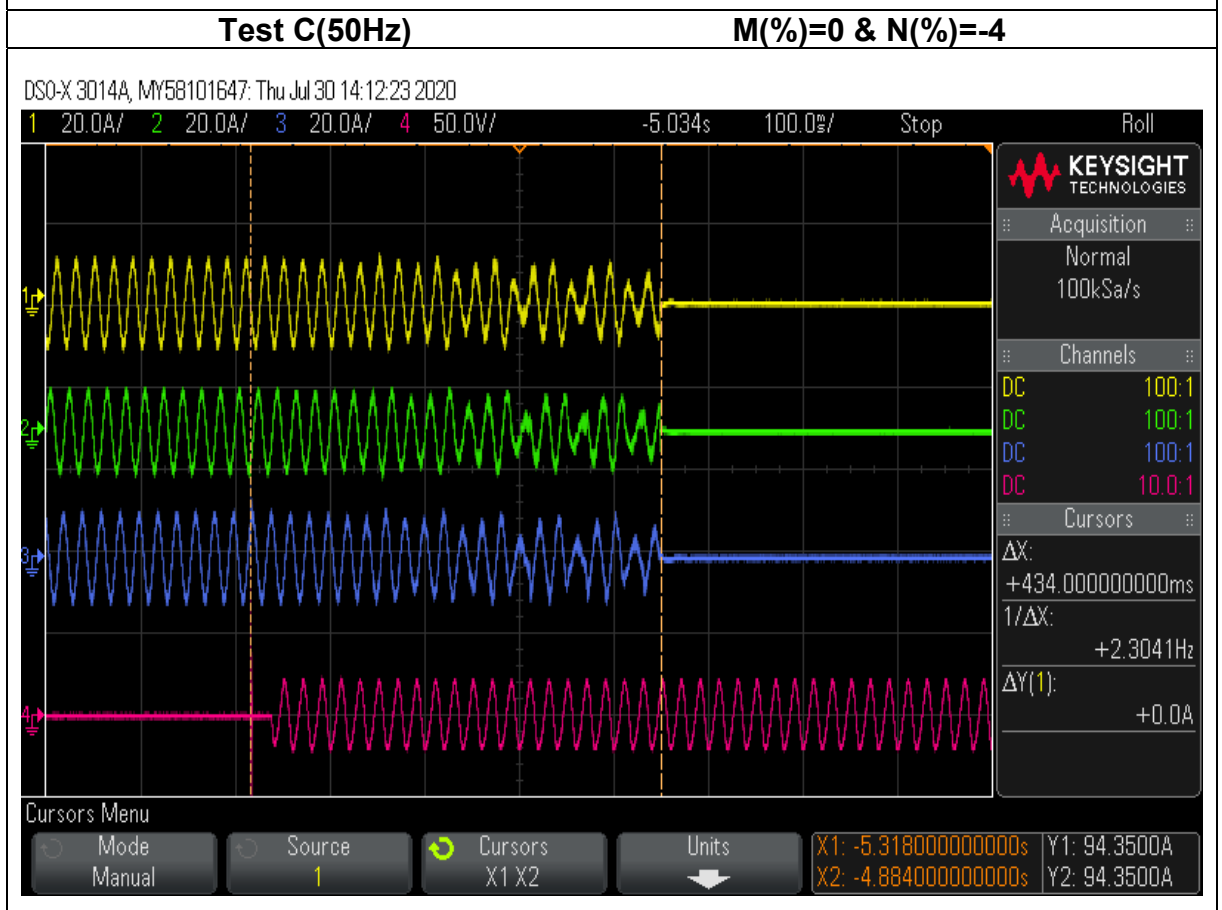 Test C(50Hz) M(%)=0 & N(%)=-4
DSO-X 3014A, MY58101647: Thu Jul 30 14:12:23 2020
1 20.0A/ 2 20.0A/ 3 20.0A/ 4 50.0V/ -5.034s 100.0ms/ Stop Roll
KEYSIGHT
TECHNOLOGIES
Acquisition
Normal
100kSa/s
Channels
DC 100:1
DC 100:1
DC 100:1
DC 10.0:1
Cursors
ΔX:
+434.000000000ms
1/ΔX:
+2.3041Hz
ΔY(1):
+0.0A
1
2
3
4
Cursors Menu
Mode
Manual
Source
1
Cursors
X1 X2
Units
X1: -5.318000000000s Y1: 94.3500A
X2: -4.884000000000s Y2: 94.3500A